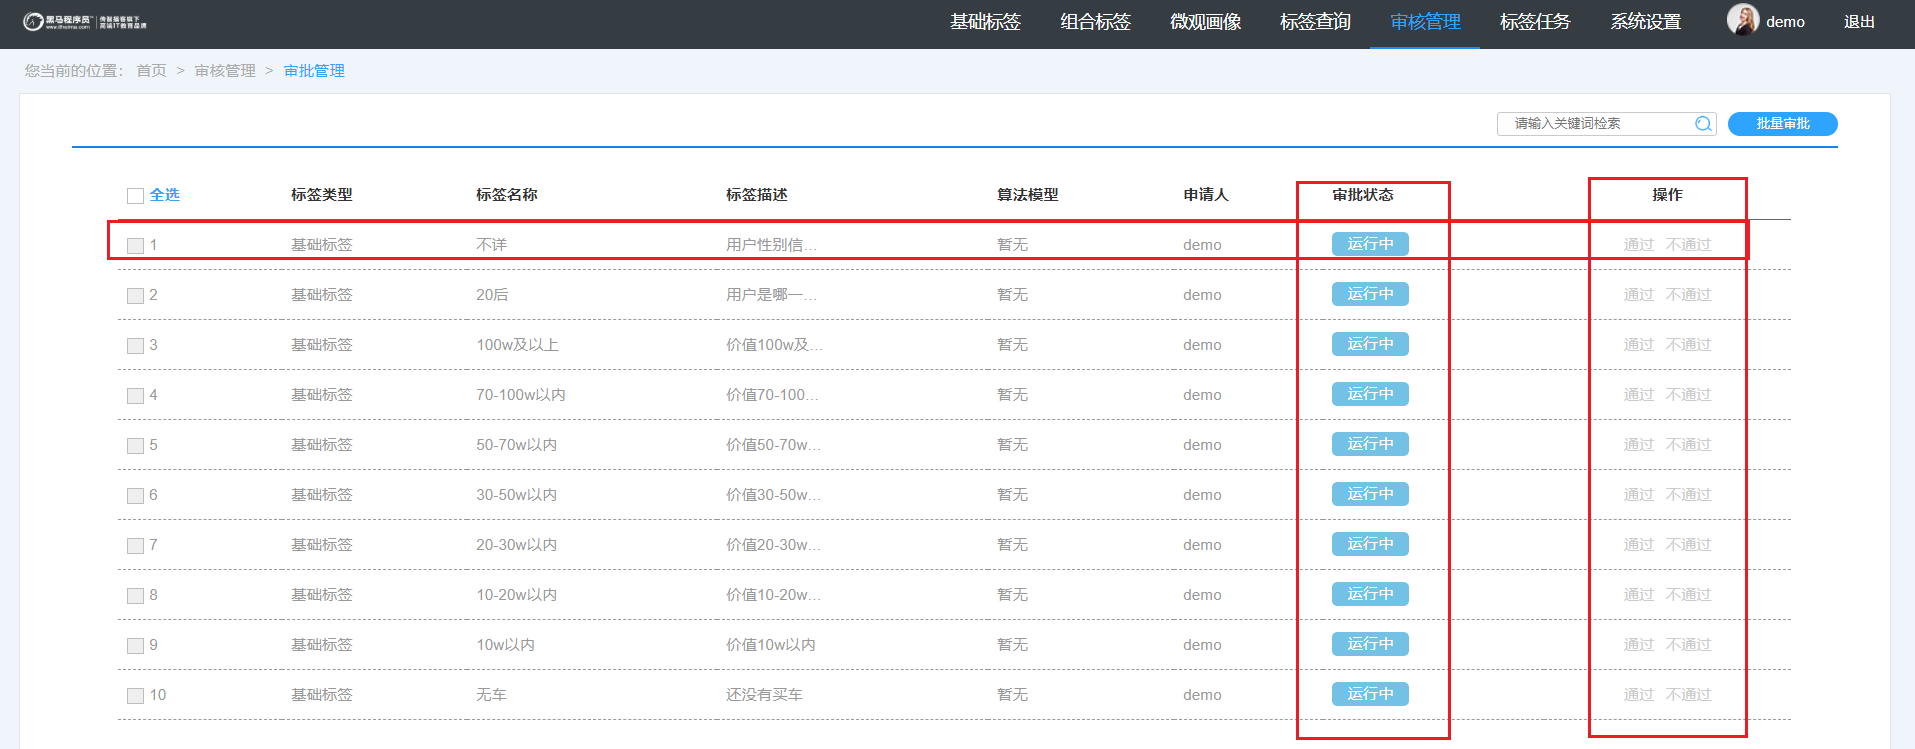 黑马程序员 传智播客旗下
www.itheima.com 高端IT教育品牌
基础标签 组合标签 微观画像 标签查询 审核管理 标签任务 系统设置 demo 退出
您当前的位置： 首页 > 审核管理 > 审批管理
请输入关键词检索 批量审批
全选 标签类型 标签名称 标签描述 算法模型 申请人 审批状态 操作
1 基础标签 不详 用户性别信... 暂无 demo 运行中 通过 不通过
2 基础标签 20后 用户是哪一... 暂无 demo 运行中 通过 不通过
3 基础标签 100w及以上 价值100w及... 暂无 demo 运行中 通过 不通过
4 基础标签 70-100w以内 价值70-100... 暂无 demo 运行中 通过 不通过
5 基础标签 50-70w以内 价值50-70w... 暂无 demo 运行中 通过 不通过
6 基础标签 30-50w以内 价值30-50w... 暂无 demo 运行中 通过 不通过
7 基础标签 20-30w以内 价值20-30w... 暂无 demo 运行中 通过 不通过
8 基础标签 10-20w以内 价值10-20w... 暂无 demo 运行中 通过 不通过
9 基础标签 10w以内 价值10w以内 暂无 demo 运行中 通过 不通过
10 基础标签 无车 还没有买车 暂无 demo 运行中 通过 不通过